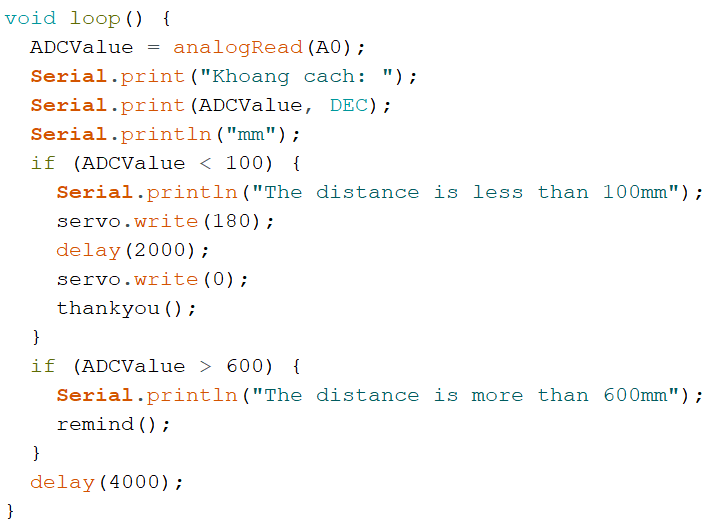 void loop() {
  ADCValue = analogRead(A0);
  Serial.print("Khoang cach: ");
  Serial.print(ADCValue, DEC);
  Serial.println("mm");
  if (ADCValue < 100) {
    Serial.println("The distance is less than 100mm");
    servo.write(180);
    delay(2000);
    servo.write(0);
    thankyou();
  }
  if (ADCValue > 600) {
    Serial.println("The distance is more than 600mm");
    remind();
  }
  delay(4000);
}